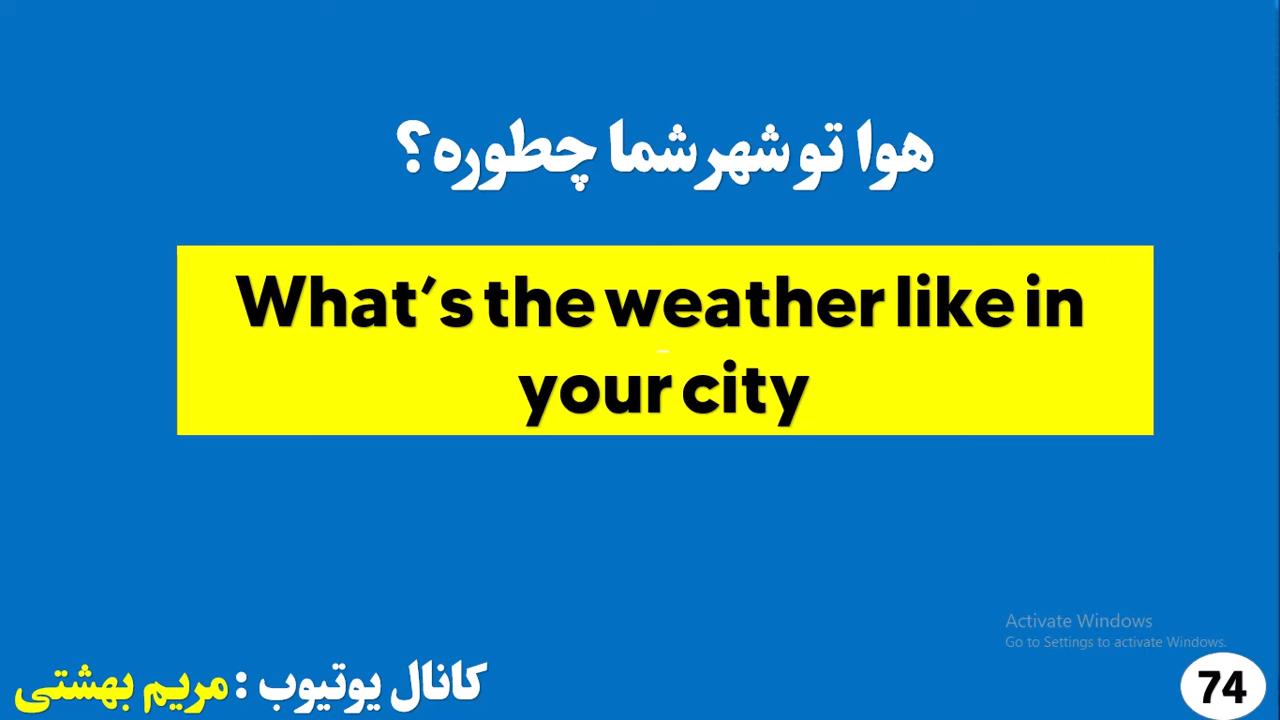 هوا تو شهر شما چطوره؟
What's the weather like in
your city
Activate Windows
Go to Settings to activate Windows.
کانال یوتیوب : مریم بهشتی
74